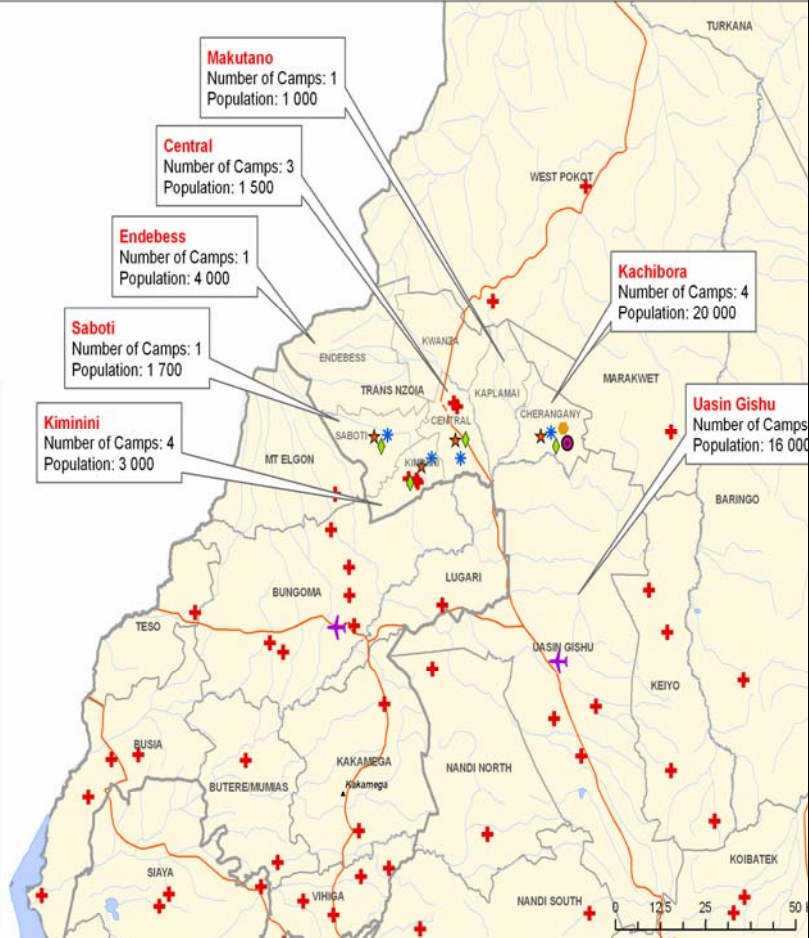 TURKANA
Makutano
Number of Camps: 1
Population: 1 000
Central
Number of Camps: 3
Population: 1 500
WEST POKOT
Endebess
Number of Camps: 1
Population: 4 000
Kachibora
Number of Camps: 4
Population: 20 000
Saboti
Number of Camps: 1
Population: 1 700
KWANZA
ENDEBESS
TRANS NZOIA
KAPLAMAI
MARAKWET
Uasin Gishu
Number of Camps
Population: 16 000
Kiminini
Number of Camps: 4
Population: 3 000
CHERANGANY
CENTRAL
SABOTI
MT ELGON
BARINGO
LUGARI
BUNGOMA
TESO
UASIN GISHU
KEIYO
BUSIA
KAKAMEGA
Kakamega
BUTERE/MUMIAS
NANDI NORTH
KOIBATEK
SIAYA
VIHIGA
NANDI SOUTH
0 12.5 25 50